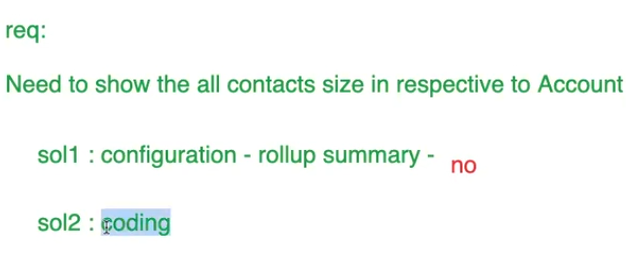 req:
Need to show the all contacts size in respective to Account
sol1 : configuration - rollup summary - no
sol2 : coding